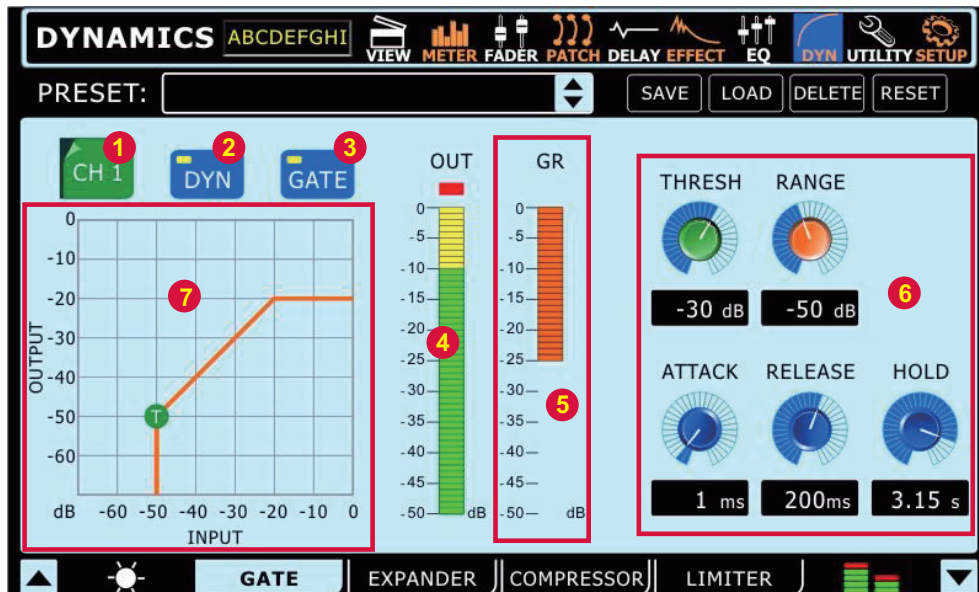 DYNAMICS ABCDEFGHI VIEW METER FADER PATCH DELAY EFFECT EQ DYN UTILITY SETUP
PRESET: SAVE LOAD DELETE RESET
CH 1 1
DYN 2
GATE 3
OUT
0
-5
-10
-15
-20
-25
-30
-35
-40
-45
-50 dB
4
GR
0
-5
-10
-15
-20
-25
-30
-35
-40
-45
-50 dB
5
THRESH RANGE
-30 dB -50 dB
6
ATTACK RELEASE HOLD
1 ms 200ms 3.15 s
7
OUTPUT
0
-10
-20
-30
-40
-50
-60
T
dB -60 -50 -40 -30 -20 -10 0
INPUT
GATE EXPANDER COMPRESSOR LIMITER